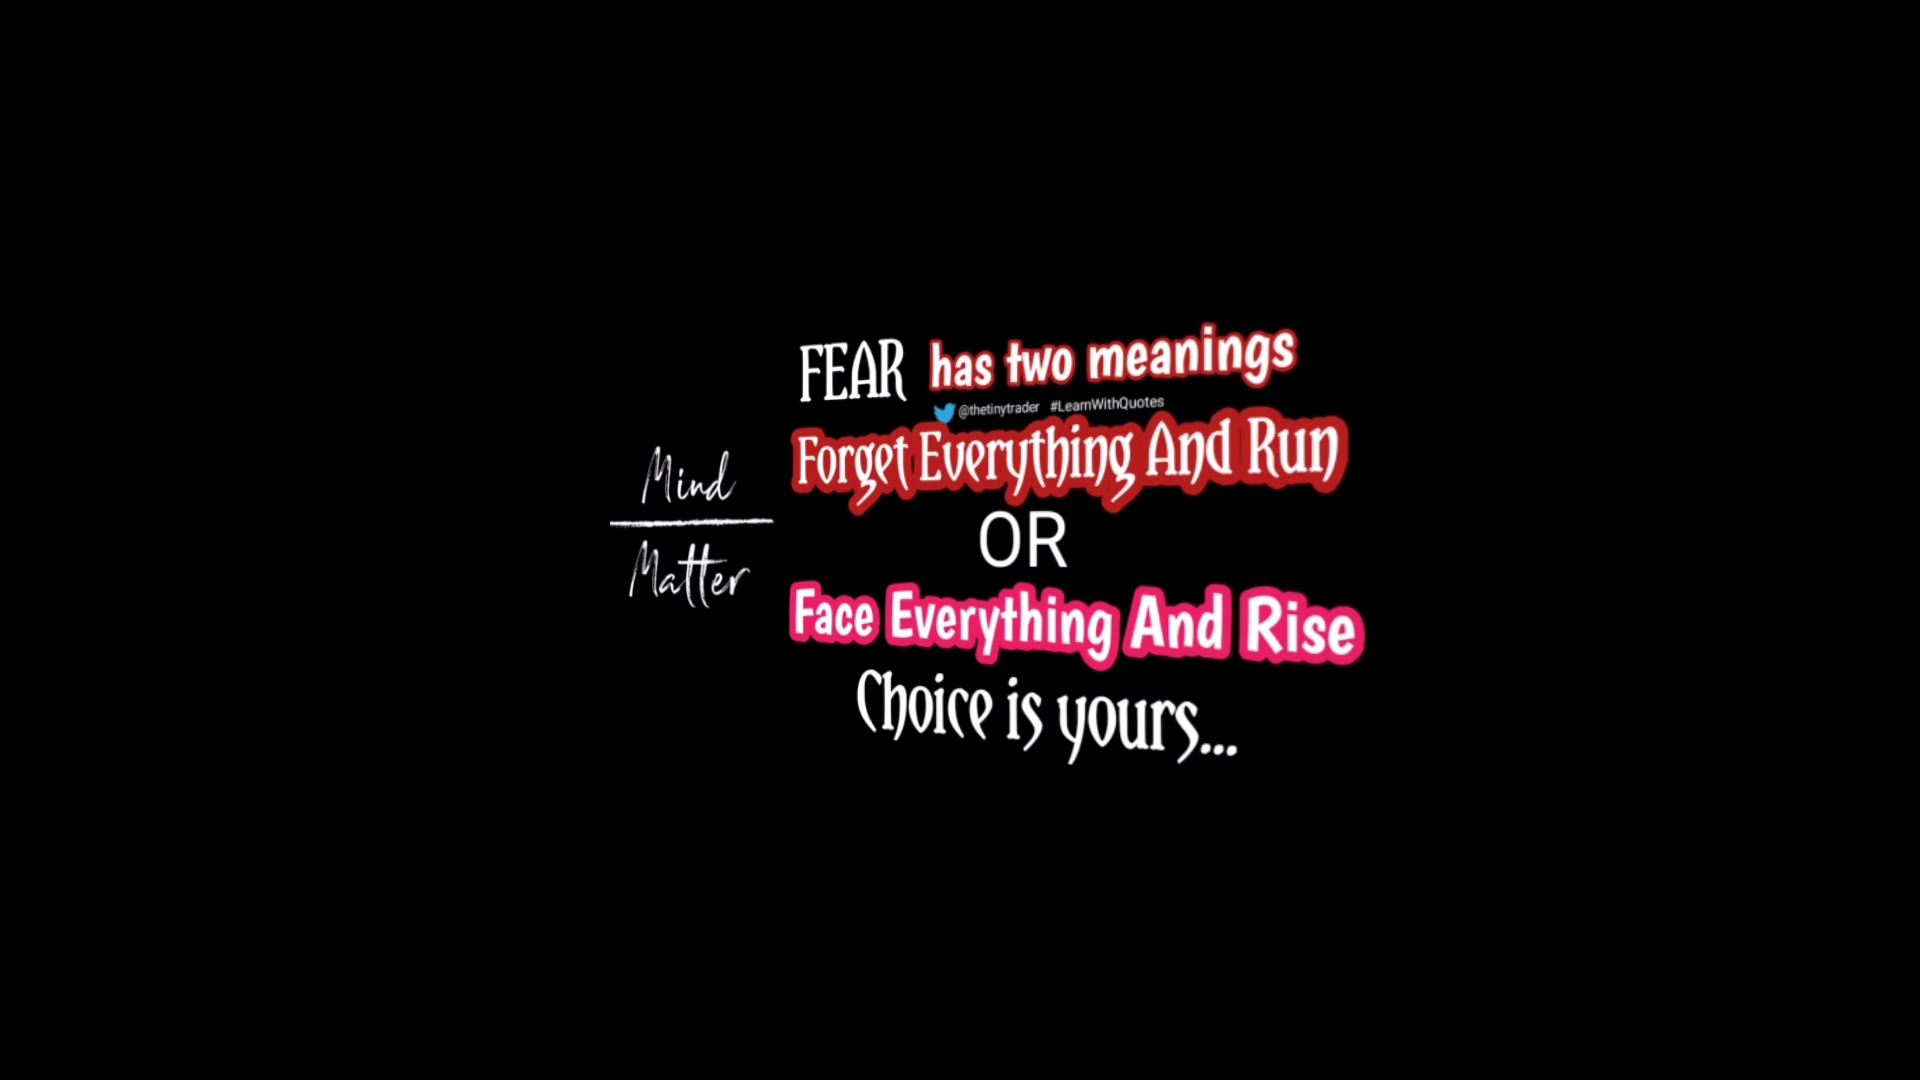 Mind
Matter
FEAR has two meanings
@thetinytrader #LearnWithQuotes
Forget Everything And Run
OR
Face Everything And Rise
Choice is yours...